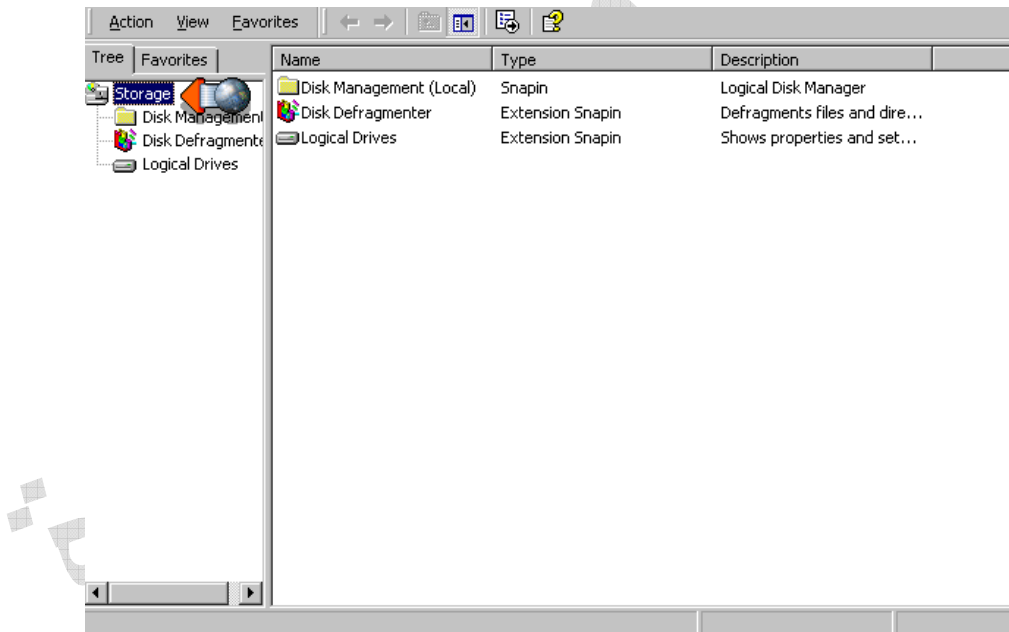 Action View Favorites
Tree Favorites
Name Type Description
Storage
Disk Management
Disk Defragmente
Logical Drives
Disk Management (Local) Snapin Logical Disk Manager
Disk Defragmenter Extension Snapin Defragments files and dire...
Logical Drives Extension Snapin Shows properties and set...